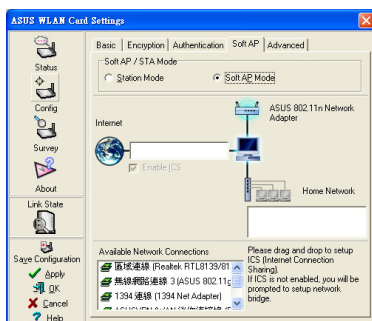 ASUS WLAN Card Settings
Status
Config
Survey
About
Link State
Save Configuration
Apply
OK
Cancel
Help
Basic Encryption Authentication Soft AP Advanced
Soft AP / STA Mode
Station Mode
Soft AP Mode
ASUS 802.11n Network
Adapter
Internet
Enable ICS
Home Network
Available Network Connections
區域連線 (Realtek RTL8139/81
無線網路連線 3 (ASUS 802.11g
1394 連線 (1394 Net Adapter)
Please drag and drop to setup
ICS (Internet Connection
Sharing).
If ICS is not enabled, you will be
prompted to setup network
bridge.